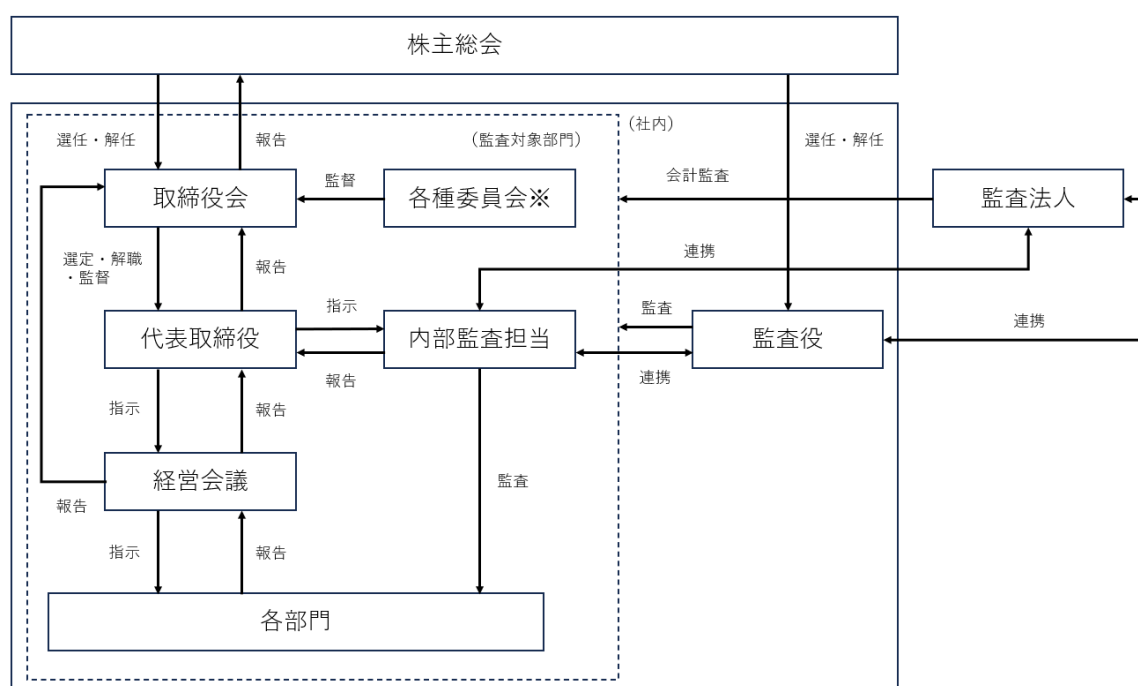 株主総会
選任・解任
報告
(監査対象部門)
(社内)
選任・解任
取締役会
監督
各種委員会※
会計監査
監査法人
選定・解職
・監督
報告
連携
代表取締役
指示
報告
内部監査担当
監査
連携
監査役
連携
指示
報告
経営会議
報告
監査
指示
報告
各部門